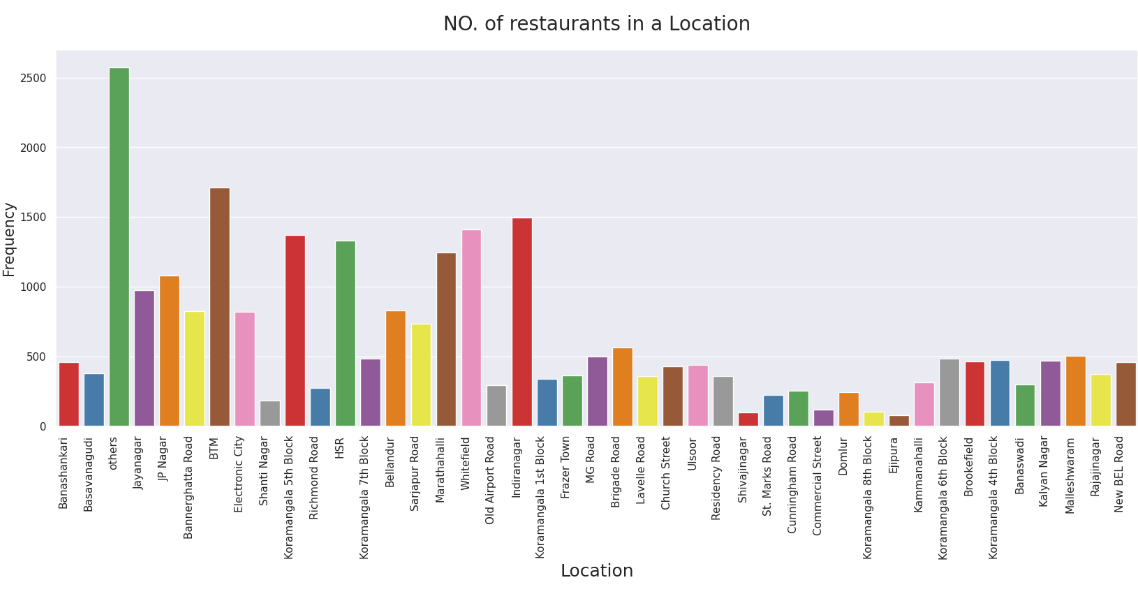 NO. of restaurants in a Location
2500
2000
1500
1000
500
0
Frequency
Banashankari
Basavanagudi
others
Jayanagar
JP Nagar
Bannerghatta Road
BTM
Electronic City
Shanti Nagar
Koramangala 5th Block
Richmond Road
HSR
Koramangala 7th Block
Bellandur
Sarjapur Road
Marathahalli
Whitefield
Old Airport Road
Indiranagar
Koramangala 1st Block
Frazer Town
MG Road
Brigade Road
Lavelle Road
Church Street
Ulsoor
Residency Road
Shivajinagar
St. Marks Road
Cunningham Road
Commercial Street
Domlur
Koramangala 8th Block
Ejipura
Kammanahalli
Koramangala 6th Block
Brookefield
Koramangala 4th Block
Banaswadi
Kalyan Nagar
Malleshwaram
Rajajinagar
New BEL Road
Location